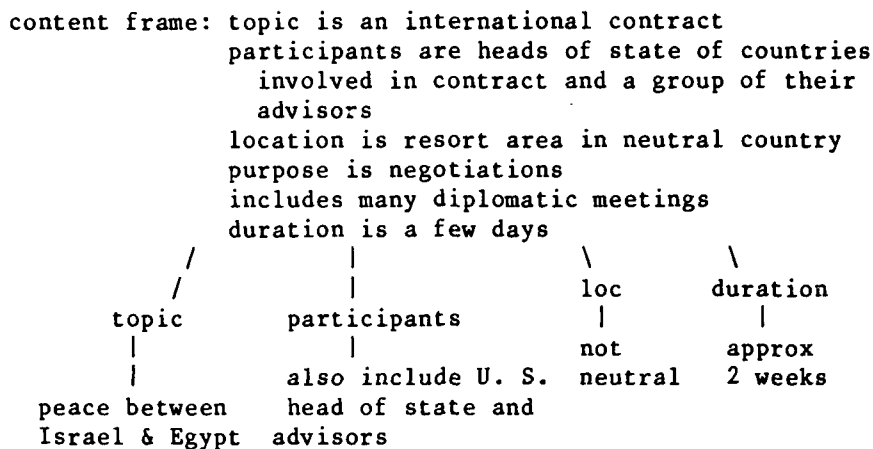 content frame: topic is an international contract
participants are heads of state of countries
involved in contract and a group of their
advisors
location is resort area in neutral country
purpose is negotiations
includes many diplomatic meetings
duration is a few days
loc duration
topic participants
not approx
also include U. S. neutral 2 weeks
peace between head of state and
Israel & Egypt advisors